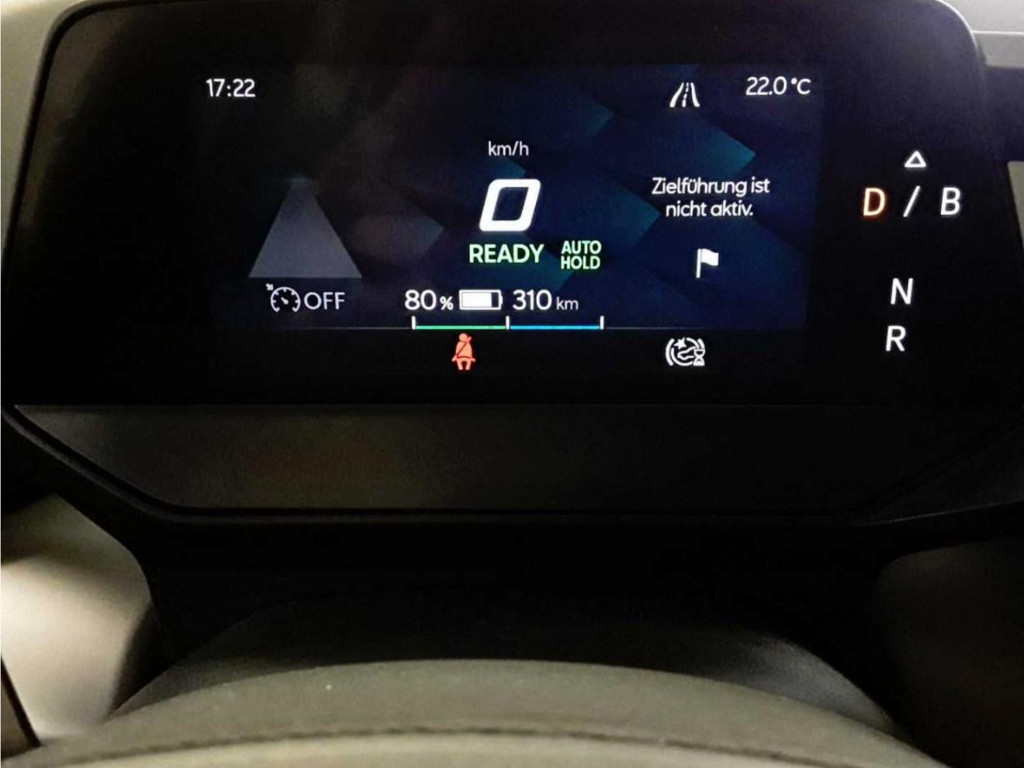 17:22
22.0°C
km/h
0
Zielführung ist
nicht aktiv.
READY
AUTO
HOLD
OFF
80% 310 km
D / B
N
R